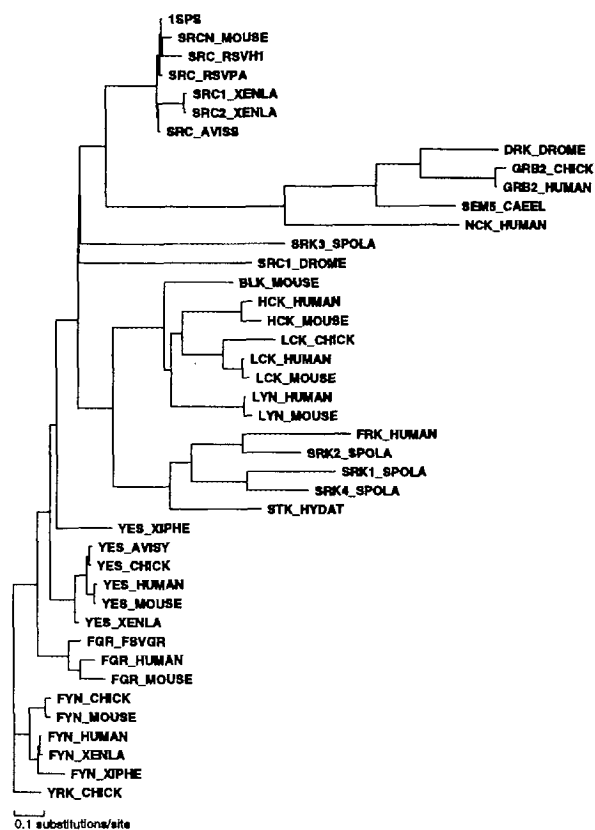 1SPS
SRCN_MOUSE
SRC_RSVH1
SRC_RSVPA
SRC1_XENLA
SRC2_XENLA
SRC_AVISS
DRK_DROME
GRB2_CHICK
GRB2_HUMAN
SEM5_CAEEL
NCK_HUMAN
SRK3_SPOLA
SRC1_DROME
BLK_MOUSE
HCK_HUMAN
HCK_MOUSE
LCK_CHICK
LCK_HUMAN
LCK_MOUSE
LYN_HUMAN
LYN_MOUSE
FRK_HUMAN
SRK2_SPOLA
SRK1_SPOLA
SRK4_SPOLA
STK_HYDAT
YES_XIPHE
YES_AVISY
YES_CHICK
YES_HUMAN
YES_MOUSE
YES_XENLA
FGR_FSVGR
FGR_HUMAN
FGR_MOUSE
FYN_CHICK
FYN_MOUSE
FYN_HUMAN
FYN_XENLA
FYN_XIPHE
YRK_CHICK
0.1 substitutions/site